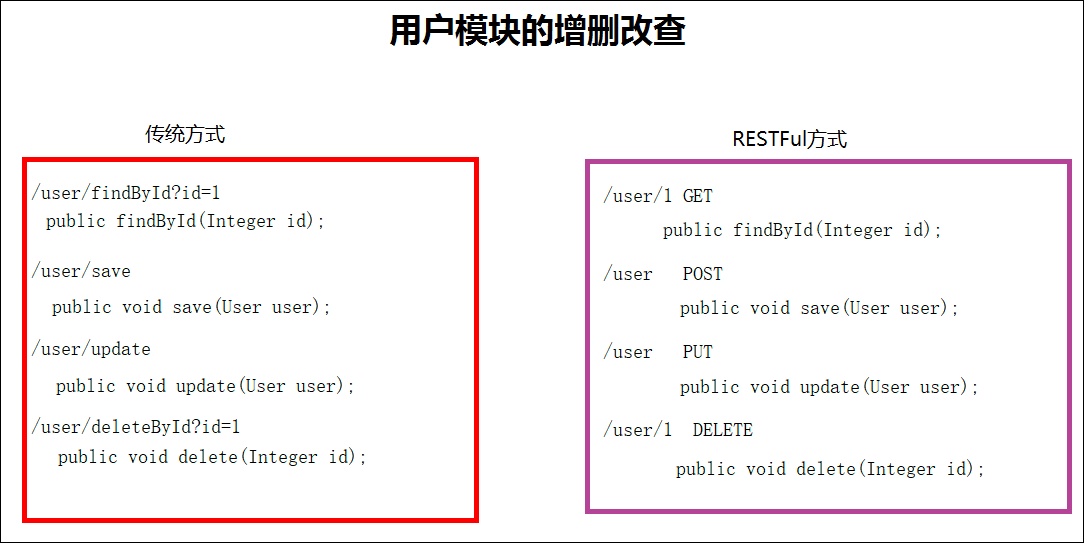 用户模块的增删改查
传统方式
/user/findById?id=1
public findById(Integer id);
/user/save
public void save(User user);
/user/update
public void update(User user);
/user/deleteById?id=1
public void delete(Integer id);
RESTFul方式
/user/1 GET
public findById(Integer id);
/user POST
public void save(User user);
/user PUT
public void update(User user);
/user/1 DELETE
public void delete(Integer id);